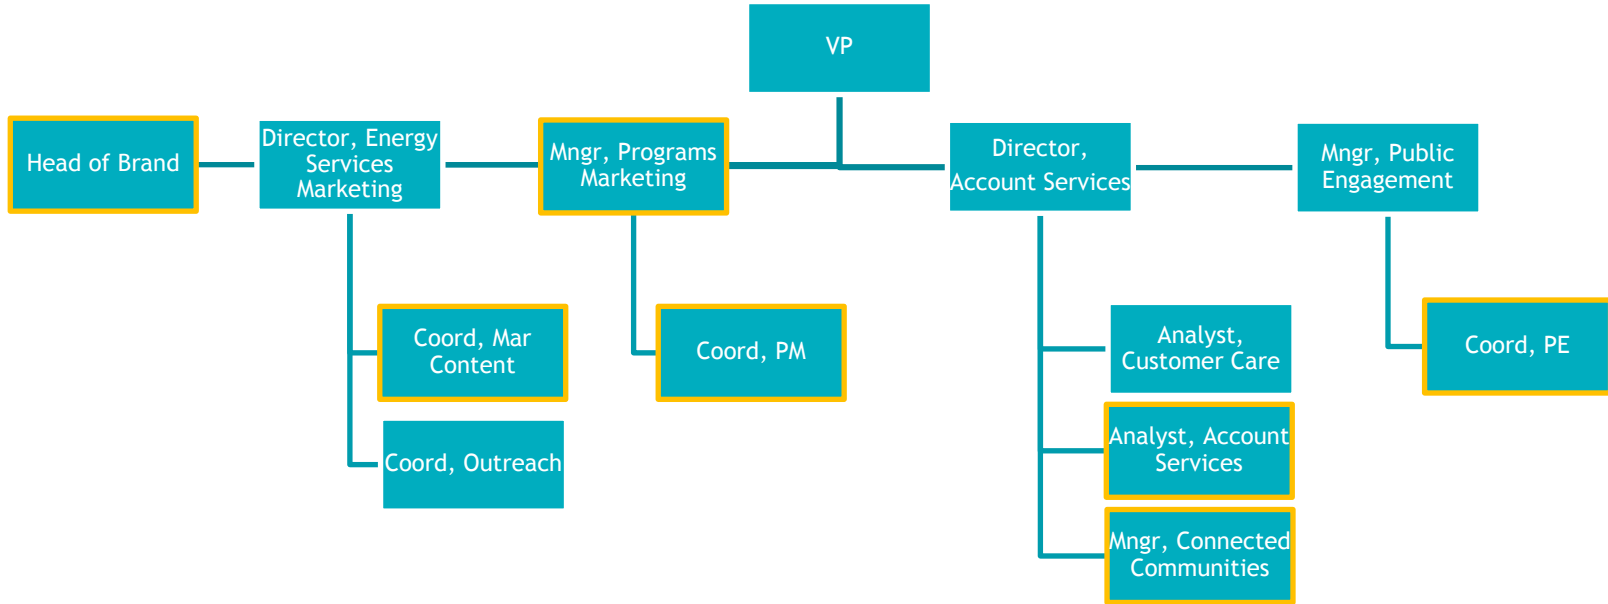 VP
Head of Brand
Director, Energy
Services
Marketing
Mngr, Programs
Marketing
Director,
Account Services
Mngr, Public
Engagement
Coord, Mar
Content
Coord, Outreach
Coord, PM
Analyst,
Customer Care
Analyst, Account
Services
Mngr, Connected
Communities
Coord, PE